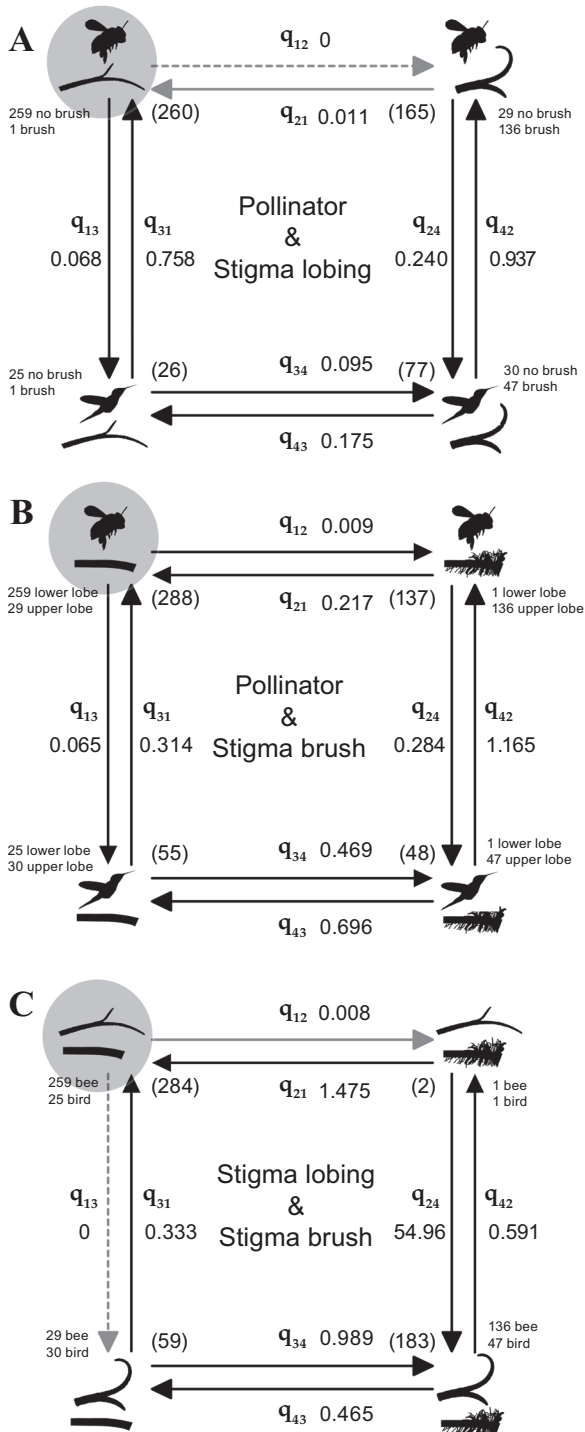 A
q12 0
259 no brush
1 brush
(260)
q21 0.011
(165)
29 no brush
136 brush
q13
0.068
q31
0.758
Pollinator
&
Stigma lobing
q24
0.240
q42
0.937
25 no brush
1 brush
(26)
q34 0.095
(77)
30 no brush
47 brush
q43 0.175
B
q12 0.009
259 lower lobe
29 upper lobe
(288)
q21 0.217
(137)
1 lower lobe
136 upper lobe
q13
0.065
q31
0.314
Pollinator
&
Stigma brush
q24
0.284
q42
1.165
25 lower lobe
30 upper lobe
(55)
q34 0.469
(48)
1 lower lobe
47 upper lobe
q43 0.696
C
q12 0.008
259 bee
25 bird
(284)
q21 1.475
(2)
1 bee
1 bird
q13
0
q31
0.333
Stigma lobing
&
Stigma brush
q24
54.96
q42
0.591
29 bee
30 bird
(59)
q34 0.989
(183)
136 bee
47 bird
q43 0.465